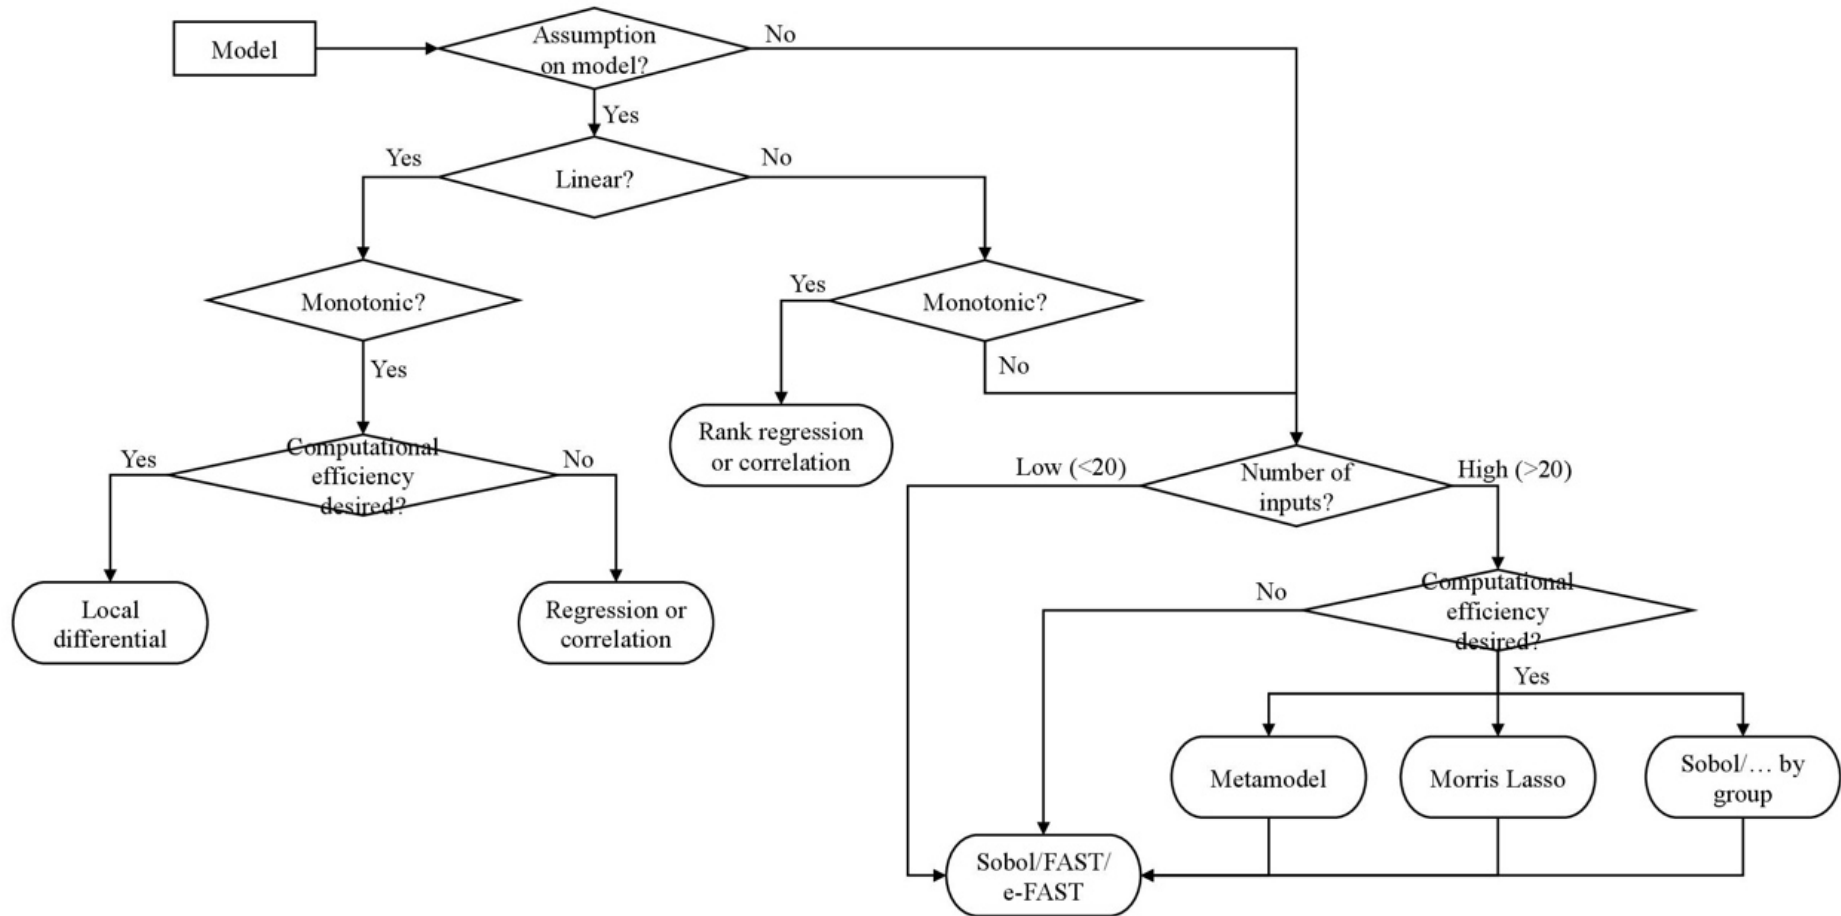 Model
Assumption
on model?
No
Yes
Yes
Linear?
No
Monotonic?
Yes
Monotonic?
Yes
No
Computational
efficiency
desired?
Yes
No
Rank regression
or correlation
Low (<20)
Number of
inputs?
High (>20)
Local
differential
Regression or
correlation
No
Computational
efficiency
desired?
Yes
Metamodel
Morris Lasso
Sobol/… by
group
Sobol/FAST/
e-FAST